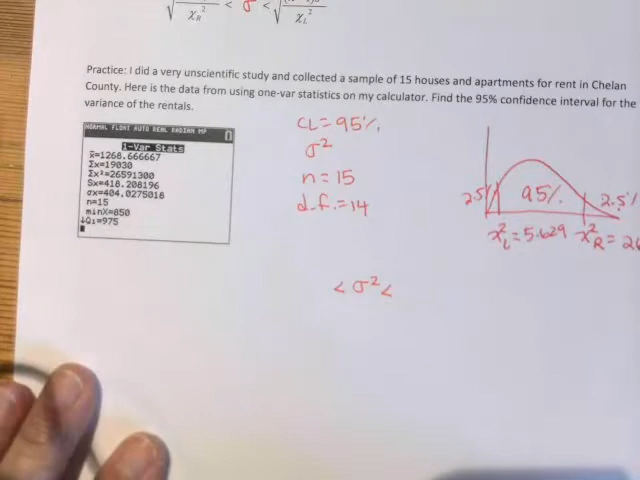 χR² < σ < χL²
Practice: I did a very unscientific study and collected a sample of 15 houses and apartments for rent in Chelan
County. Here is the data from using one-var statistics on my calculator. Find the 95% confidence interval for the
variance of the rentals.
NORMAL FLOAT AUTO REAL RADIAN MP
1-Var Stats
x̄=1268.666667
Σx=19030
Σx²=26591300
Sx=418.208196
σx=404.0275018
n=15
minX=850
↓Q₁=975
CL=95%
σ²
n=15
d.f.=14
2.5% 95% 2.5%
χ²L=5.629 χ²R=26
< σ² <